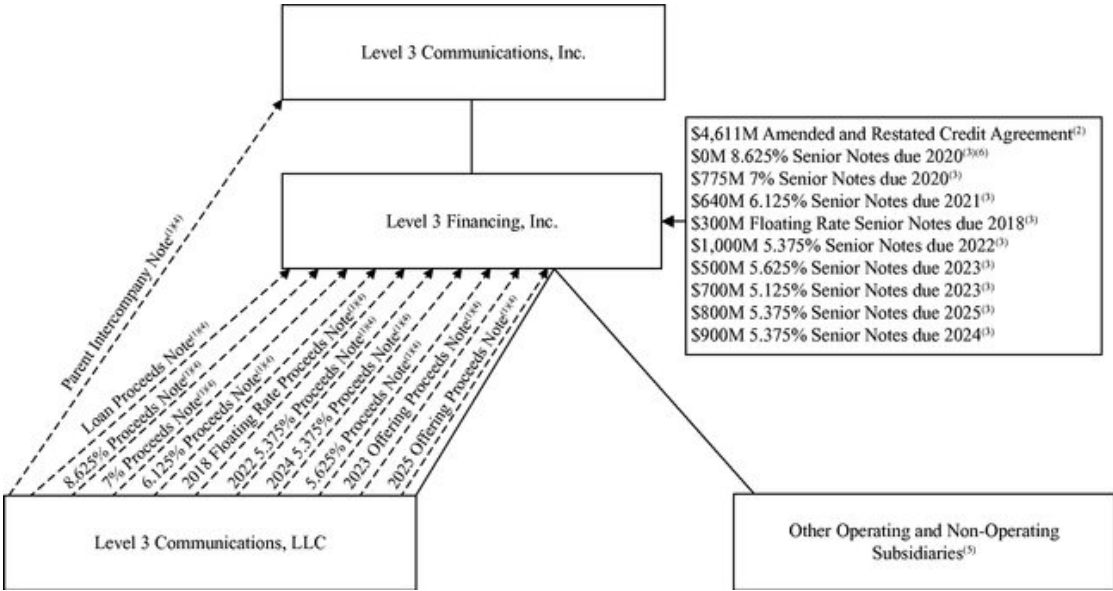 Level 3 Communications, Inc.
$4,611M Amended and Restated Credit Agreement(2)
$0M 8.625% Senior Notes due 2020(3)(6)
$775M 7% Senior Notes due 2020(3)
$640M 6.125% Senior Notes due 2021(3)
$300M Floating Rate Senior Notes due 2018(3)
$1,000M 5.375% Senior Notes due 2022(3)
$500M 5.625% Senior Notes due 2023(3)
$700M 5.125% Senior Notes due 2023(3)
$800M 5.375% Senior Notes due 2025(3)
$900M 5.375% Senior Notes due 2024(3)
Level 3 Financing, Inc.
Parent Intercompany Note(1)(4)
Loan Proceeds Note(1)(4)
8.625% Proceeds Note(1)(4)
7% Proceeds Note(1)(4)
6.125% Proceeds Note(1)(4)
2018 Floating Rate Proceeds Note(1)(4)
2022 5.375% Proceeds Note(1)(4)
2024 5.375% Proceeds Note(1)(4)
5.625% Proceeds Note(1)(4)
2023 Offering Proceeds Note(1)(4)
2025 Offering Proceeds Note(1)(4)
Level 3 Communications, LLC
Other Operating and Non-Operating
Subsidiaries(5)